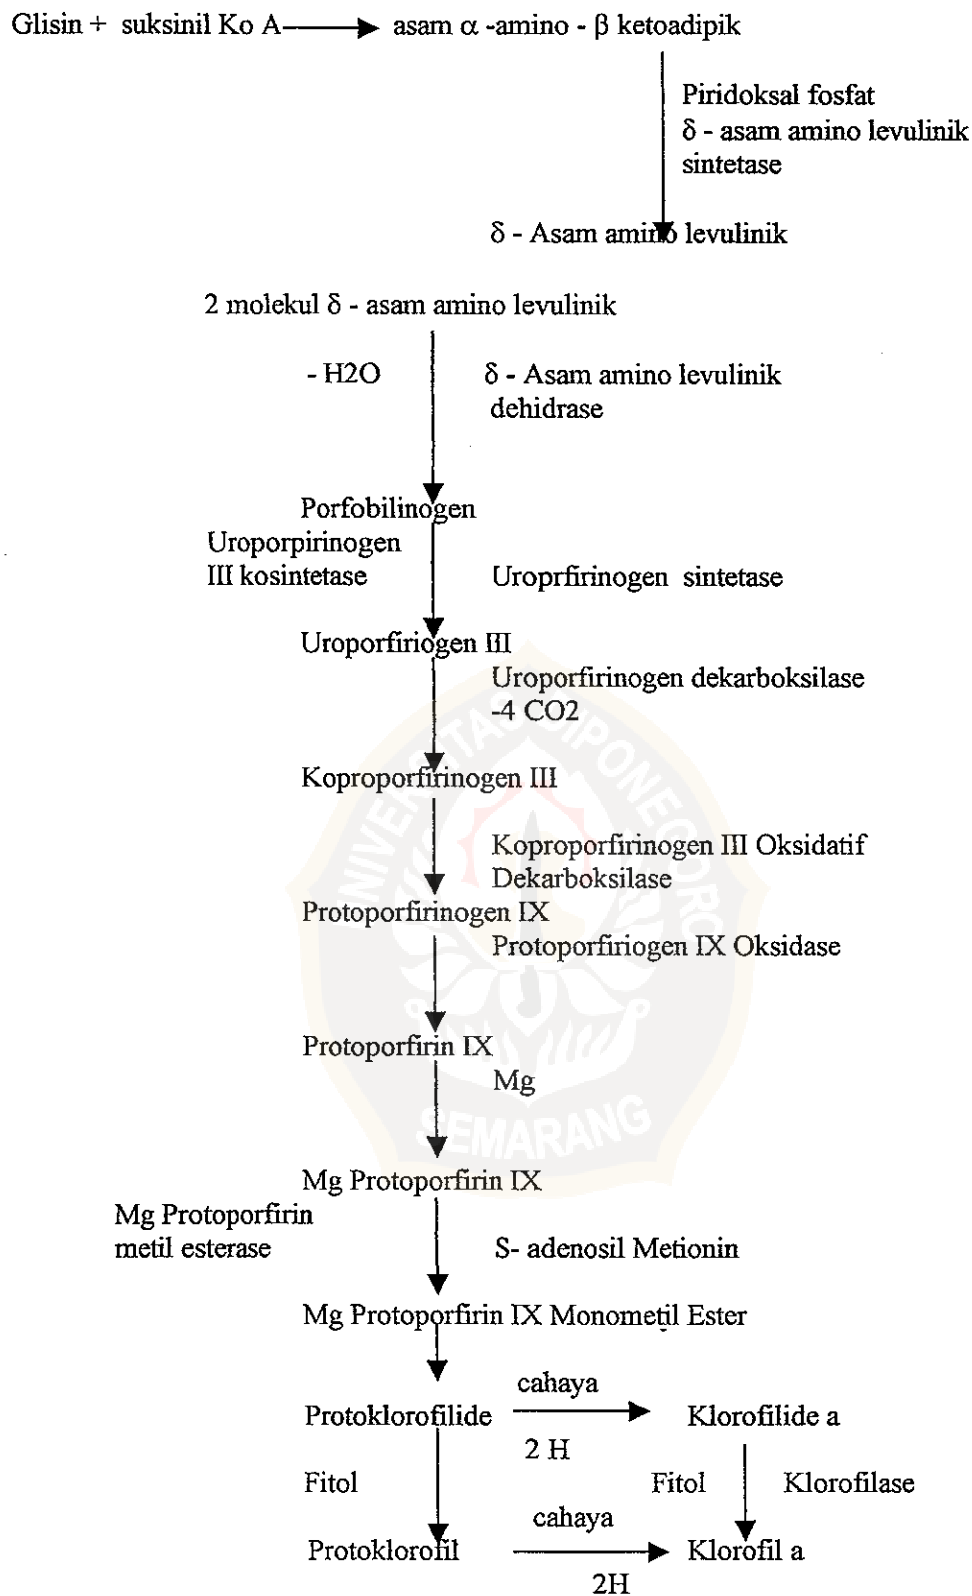 Glisin + suksinil Ko A asam α -amino - β ketoadipik
Piridoksal fosfat
δ - asam amino levulinik
sintetase
δ - Asam amino levulinik
2 molekul δ - asam amino levulinik
- H2O
δ - Asam amino levulinik
dehidrase
Porfobilinogen
Uroporpirinogen
III kosintetase
Uroprfirinogen sintetase
Uroporfiriogen III
Uroporfirinogen dekarboksilase
-4 CO2
Koproporfirinogen III
Koproporfirinogen III Oksidatif
Dekarboksilase
Protoporfirinogen IX
Protoporfiriogen IX Oksidase
Protoporfirin IX
Mg
Mg Protoporfirin IX
Mg Protoporfirin
metil esterase
S- adenosil Metionin
Mg Protoporfirin IX Monometil Ester
cahaya
Protoklorofilide Klorofilide a
2 H
Fitol Fitol Klorofilase
cahaya
Protoklorofil Klorofil a
2H
UNIVERSITAS DIPONEGORO
SEMARANG